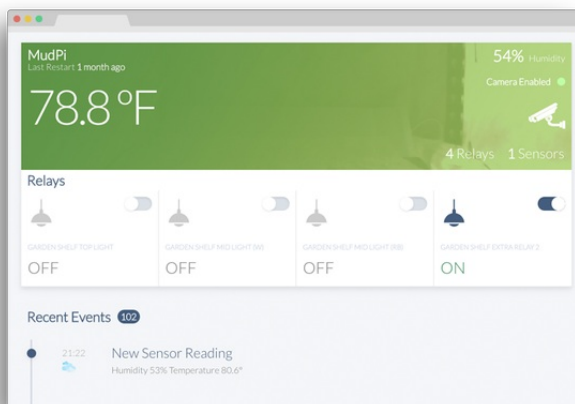 MudPi
Last Restart 1 month ago
78.8 °F
54% Humidity
Camera Enabled
4 Relays 1 Sensors
Relays
GARDEN SHELF TOP LIGHT
OFF
GARDEN SHELF MID LIGHT (W)
OFF
GARDEN SHELF MID LIGHT (RB)
OFF
GARDEN SHELF EXTRA RELAY 2
ON
Recent Events 102
21:22
New Sensor Reading
Humidity 53% Temperature 80.6°